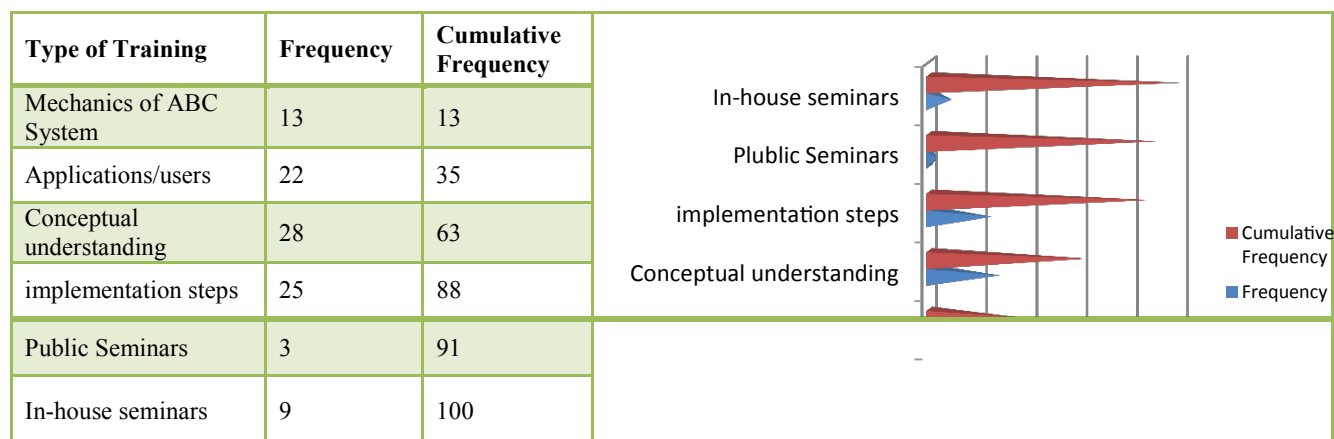 Type of Training Frequency Cumulative
Frequency
Mechanics of ABC
System 13 13
Applications/users 22 35
Conceptual
understanding 28 63
implementation steps 25 88
Public Seminars 3 91
In-house seminars 9 100
In-house seminars
Plublic Seminars
implementation steps
Conceptual understanding
Cumulative
Frequency
Frequency